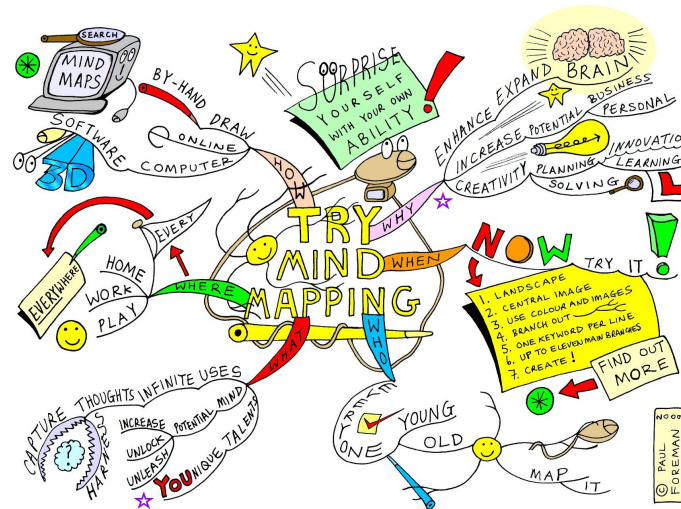 SEARCH
MIND
MAPS
BY-HAND
DRAW
SOFTWARE
ONLINE
COMPUTER
3D
HOW
SURPRISE
YOURSELF
WITH YOUR OWN
ABILITY
!
ENHANCE EXPAND BRAIN
INCREASE POTENTIAL BUSINESS
PERSONAL
CREATIVITY
INNOVATIO
PLANNING
LEARNING
SOLVING
WHY
TRY
MIND
MAPPING
WHEN
NOW
TRY IT
!
1. LANDSCAPE
2. CENTRAL IMAGE
3. USE COLOUR AND IMAGES
4. BRANCH OUT
5. ONE KEYWORD PER LINE
6. UP TO ELEVEN MAIN BRANCHES
7. CREATE!
FIND OUT
MORE
WHERE
EVERY
EVERYWHERE
HOME
WORK
PLAY
WHAT
CAPTURE THOUGHTS INFINITE USES
HARNESS
?
INCREASE POTENTIAL MIND
UNLOCK
UNLEASH
YOUNIQUE TALENTS
WHO
EVERYONE
YOUNG
OLD
MAP IT
© PAUL
FOREMAN